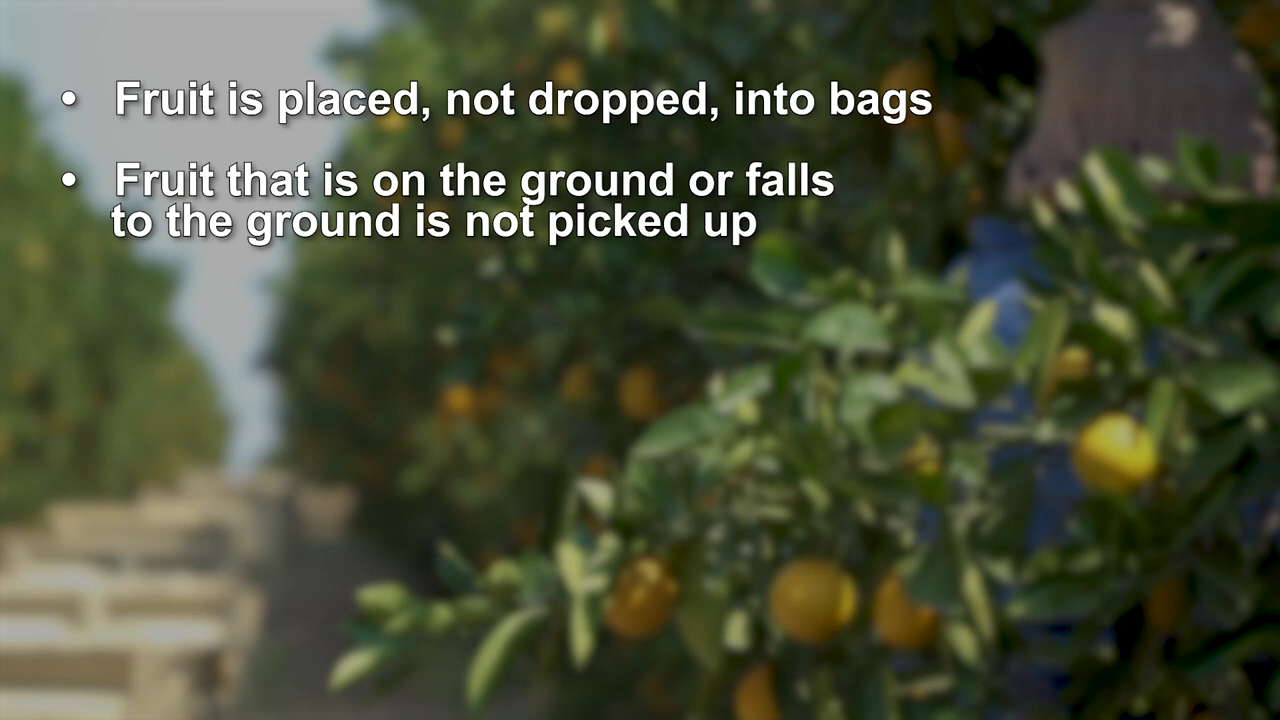 • Fruit is placed, not dropped, into bags
• Fruit that is on the ground or falls
to the ground is not picked up